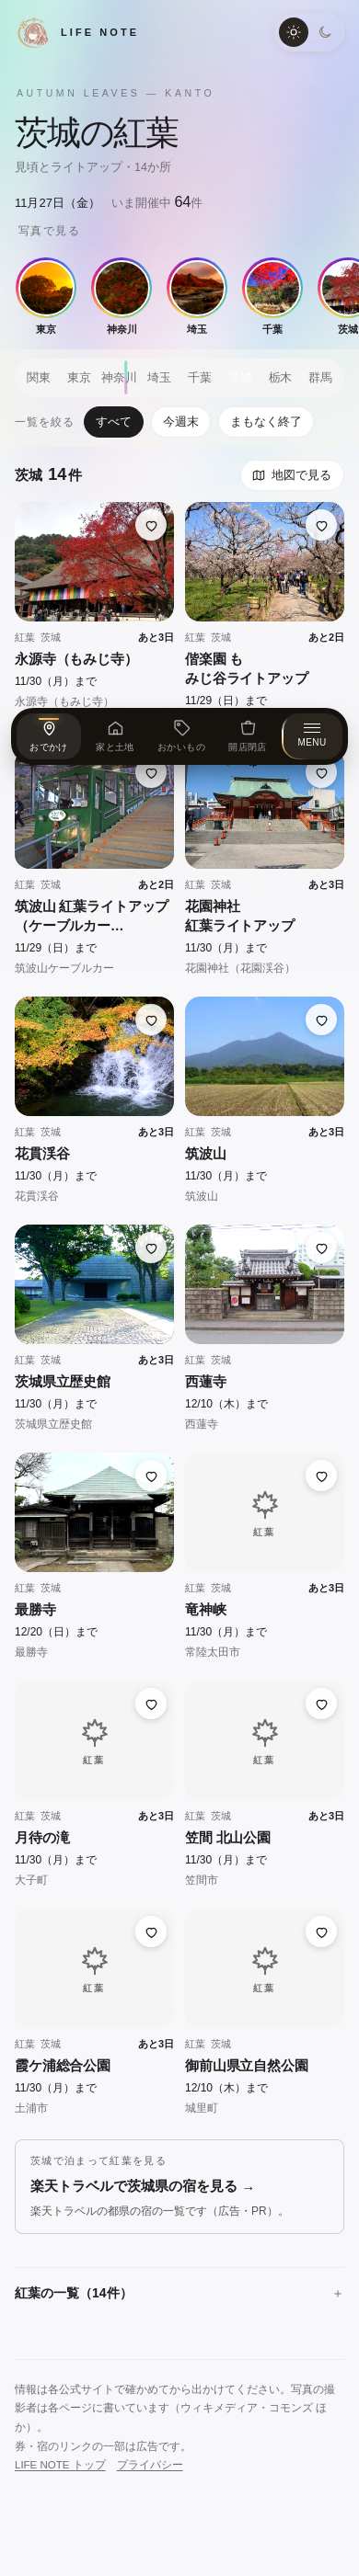 LIFE NOTE
AUTUMN LEAVES — KANTO
茨城の紅葉
見頃とライトアップ・14か所
11月27日（金） いま開催中 64件
写真で見る
東京 神奈川 埼玉 千葉 茨城
関東 東京 神奈川 埼玉 千葉 茨城 栃木 群馬
一覧を絞る すべて 今週末 まもなく終了
茨城 14件 地図で見る
紅葉 茨城 あと3日
永源寺（もみじ寺）
11/30（月）まで
永源寺（もみじ寺）
紅葉 茨城 あと2日
偕楽園 も
みじ谷ライトアップ
11/29（日）まで
おでかけ 家と土地 おかいもの 開店閉店 MENU
紅葉 茨城 あと2日
筑波山 紅葉ライトアップ
（ケーブルカー…
11/29（日）まで
筑波山ケーブルカー
紅葉 茨城 あと3日
花園神社
紅葉ライトアップ
11/30（月）まで
花園神社（花園渓谷）
紅葉 茨城 あと3日
花貫渓谷
11/30（月）まで
花貫渓谷
紅葉 茨城 あと3日
筑波山
11/30（月）まで
筑波山
紅葉 茨城 あと3日
茨城県立歴史館
11/30（月）まで
茨城県立歴史館
紅葉 茨城
西蓮寺
12/10（木）まで
西蓮寺
紅葉 茨城
最勝寺
12/20（日）まで
最勝寺
紅葉
紅葉 茨城 あと3日
竜神峡
11/30（月）まで
常陸太田市
紅葉
紅葉 茨城 あと3日
月待の滝
11/30（月）まで
大子町
紅葉
紅葉 茨城 あと3日
笠間 北山公園
11/30（月）まで
笠間市
紅葉
紅葉 茨城 あと3日
霞ケ浦総合公園
11/30（月）まで
土浦市
紅葉
紅葉 茨城
御前山県立自然公園
12/10（木）まで
城里町
茨城で泊まって紅葉を見る
楽天トラベルで茨城県の宿を見る →
楽天トラベルの都県の宿の一覧です（広告・PR）。
紅葉の一覧（14件） +
情報は各公式サイトで確かめてから出かけてください。写真の撮
影者は各ページに書いています（ウィキメディア・コモンズ ほ
か）。
券・宿のリンクの一部は広告です。
LIFE NOTE トップ プライバシー